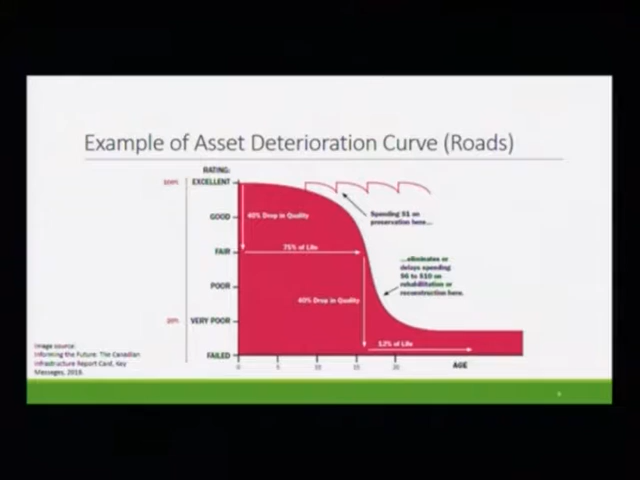 Example of Asset Deterioration Curve (Roads)
RATING:
100% EXCELLENT
GOOD
40% Drop in Quality
Spending $1 on
preservation here...
FAIR
75% of Life
...eliminates or
delays spending
$6 to $10 on
rehabilitation or
reconstruction here.
POOR
40% Drop in Quality
20% VERY POOR
12% of Life
FAILED
0 5 10 15 20
AGE
Image source:
Informing the Future: The Canadian
Infrastructure Report Card, Key
Messages,